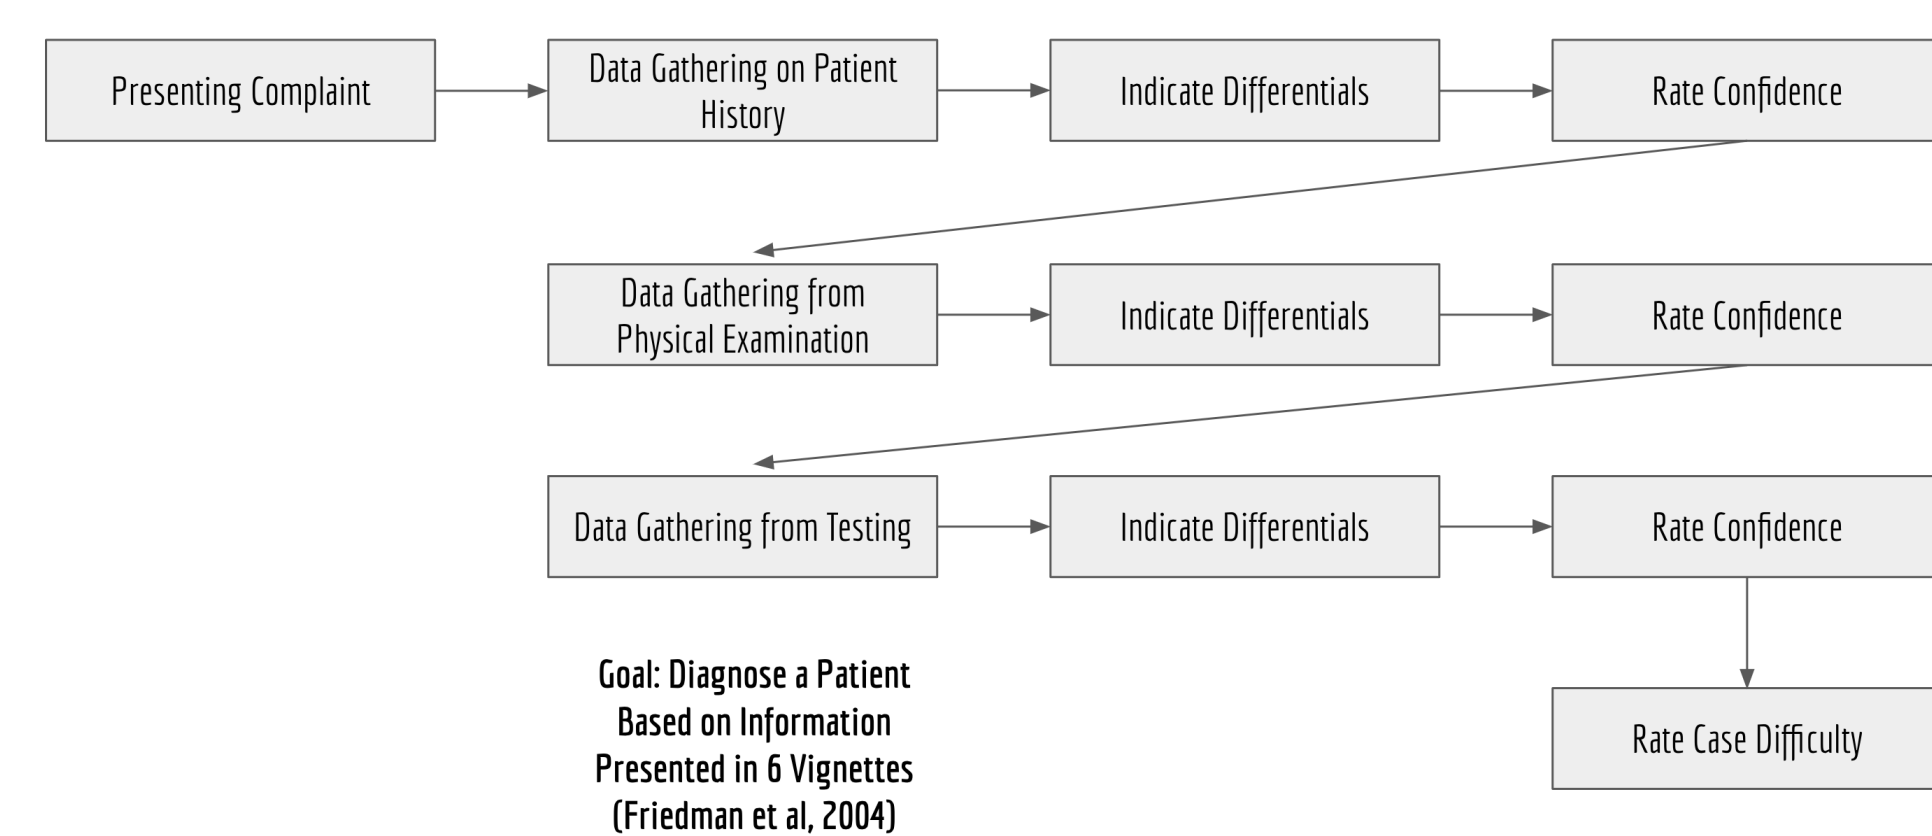 Presenting Complaint
Data Gathering on Patient
History
Indicate Differentials
Rate Confidence
Data Gathering from
Physical Examination
Indicate Differentials
Rate Confidence
Data Gathering from Testing
Indicate Differentials
Rate Confidence
Goal: Diagnose a Patient
Based on Information
Presented in 6 Vignettes
(Friedman et al, 2004)
Rate Case Difficulty